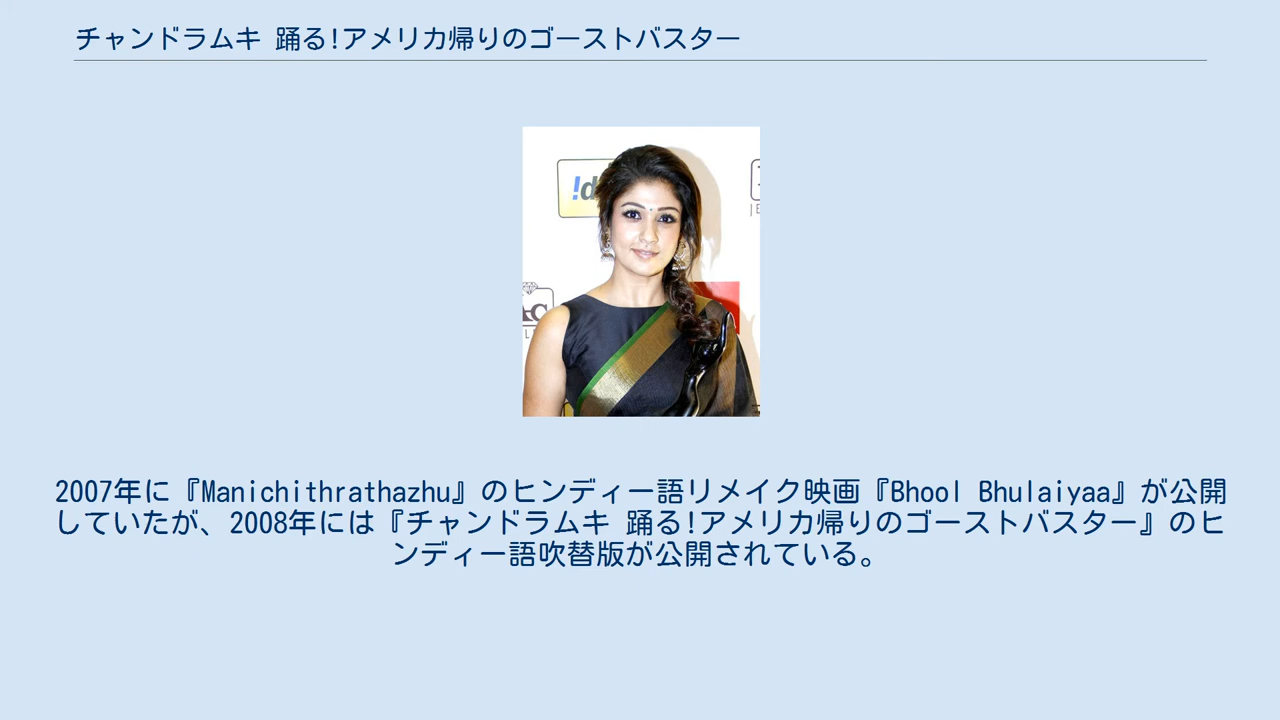 チャンドラムキ 踊る!アメリカ帰りのゴーストバスター
!d
2007年に『Manichithrathazhu』のヒンディー語リメイク映画『Bhool Bhulaiyaa』が公開
していたが、2008年には『チャンドラムキ 踊る!アメリカ帰りのゴーストバスター』のヒ
ンディー語吹替版が公開されている。